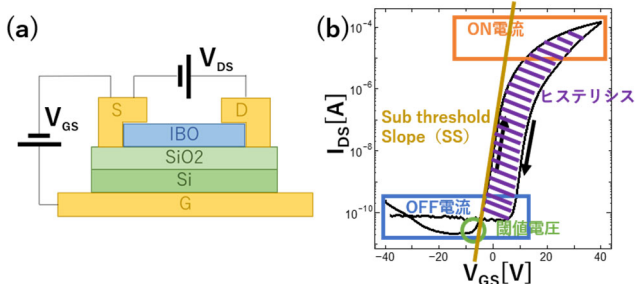 (a)
V_DS
V_GS
S
D
IBO
SiO2
Si
G
(b)
10^-4
10^-6
10^-8
10^-10
I_DS[A]
ON電流
ヒステリシス
Sub threshold
Slope（SS）
OFF電流
閾値電圧
-40
-20
0
20
40
V_GS[V]